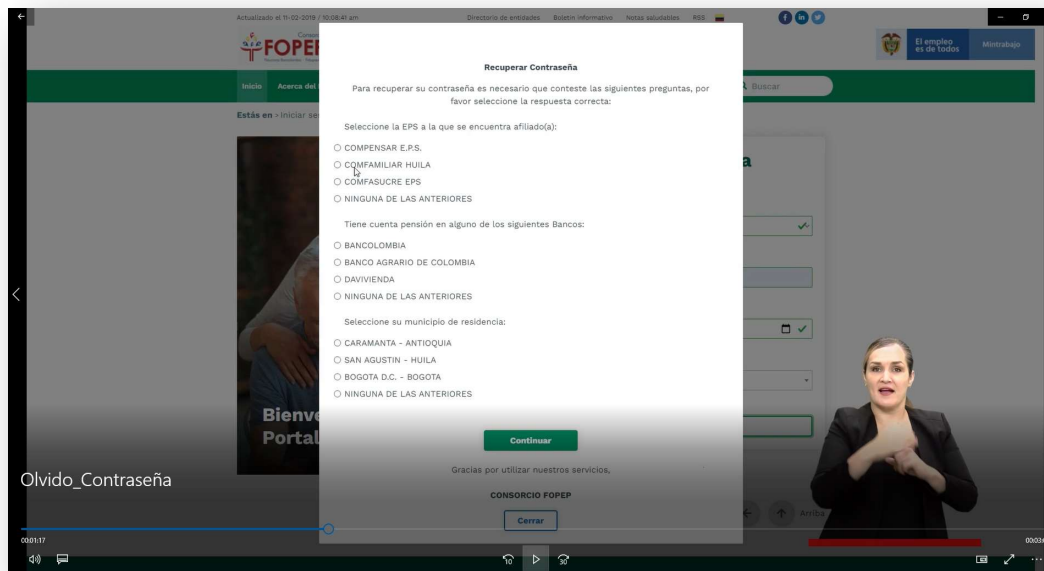 Actualizado el 11-02-2019 / 10:08:41 am
Directorio de entidades Boletín Informativo Notas saludables RSS
FOPEP
El empleo es de todos
Mintrabajo
Inicio Acerca del
Buscar
Estás en » Iniciar
Recuperar Contraseña
Para recuperar su contraseña es necesario que conteste las siguientes preguntas, por
favor seleccione la respuesta correcta:
Seleccione la EPS a la que se encuentra afiliado(a):
COMPENSAR E.P.S.
COMFAMILIAR HUILA
COMFASUCRE EPS
NINGUNA DE LAS ANTERIORES
Tiene cuenta pensión en alguno de los siguientes Bancos:
BANCOLOMBIA
BANCO AGRARIO DE COLOMBIA
DAVIVIENDA
NINGUNA DE LAS ANTERIORES
Seleccione su municipio de residencia:
CARAMANTA - ANTIOQUIA
SAN AGUSTIN - HUILA
BOGOTA D.C. - BOGOTA
NINGUNA DE LAS ANTERIORES
Bienve
Portal
Continuar
Gracias por utilizar nuestros servicios,
CONSORCIO FOPEP
Cerrar
Arriba
Olvido_Contraseña
00:01:17
10
30